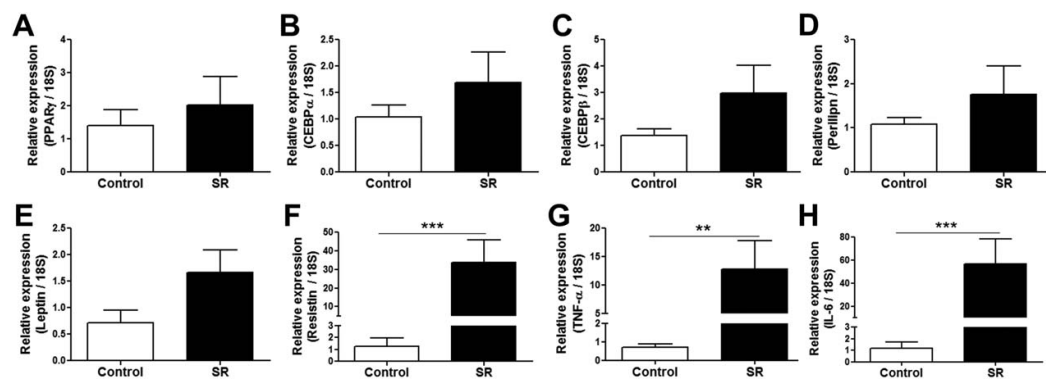 A
Relative expression
(PPARγ / 18S)
4
3
2
1
0
Control SR
B
Relative expression
(CEBPα / 18S)
2.5
2.0
1.5
1.0
0.5
0.0
Control SR
C
Relative expression
(CEBPβ / 18S)
5
4
3
2
1
0
Control SR
D
Relative expression
(Perilipn / 18S)
3
2
1
0
Control SR
E
Relative expression
(Leptin / 18S)
2.5
2.0
1.5
1.0
0.5
0.0
Control SR
F
Relative expression
(Resistin / 18S)
50
40
30
20
10
2
1
0
***
Control SR
G
Relative expression
(TNF-α / 18S)
20
15
10
5
2
1
0
**
Control SR
H
Relative expression
(IL-6 / 18S)
80
60
40
20
3
2
1
0
***
Control SR